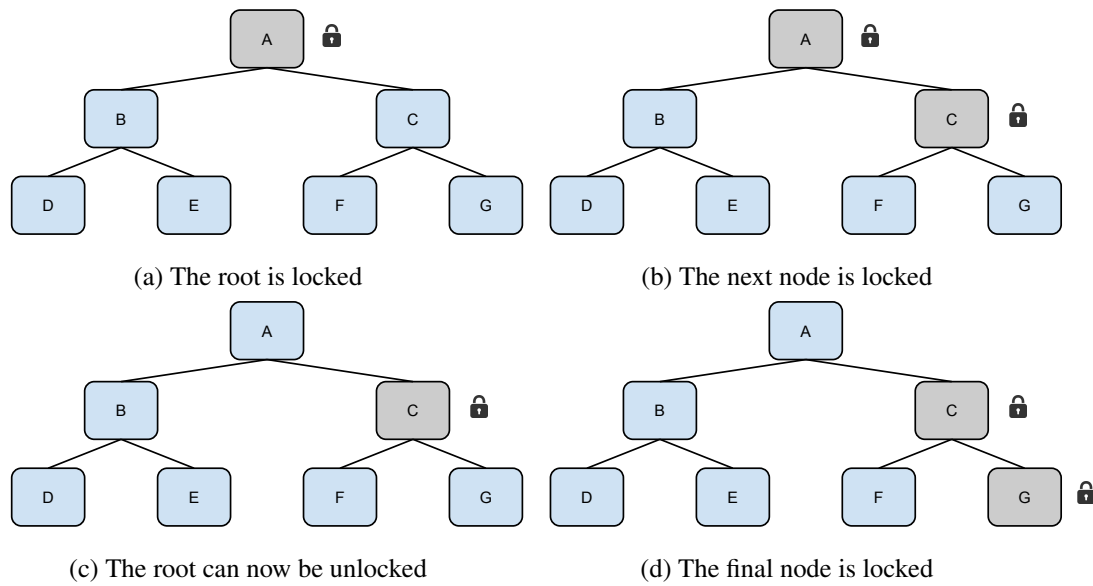 A
B
C
D
E
F
G
(a) The root is locked
A
B
C
D
E
F
G
(b) The next node is locked
A
B
C
D
E
F
G
(c) The root can now be unlocked
A
B
C
D
E
F
G
(d) The final node is locked